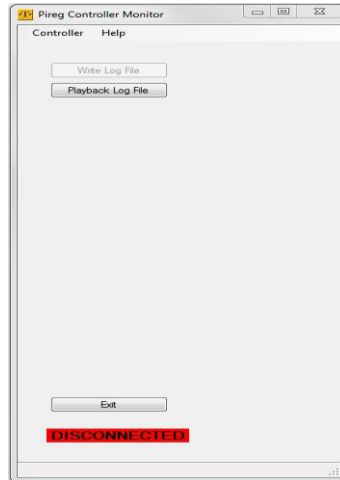 Pireg Controller Monitor
Controller Help
Write Log File
Playback Log File
Exit
DISCONNECTED